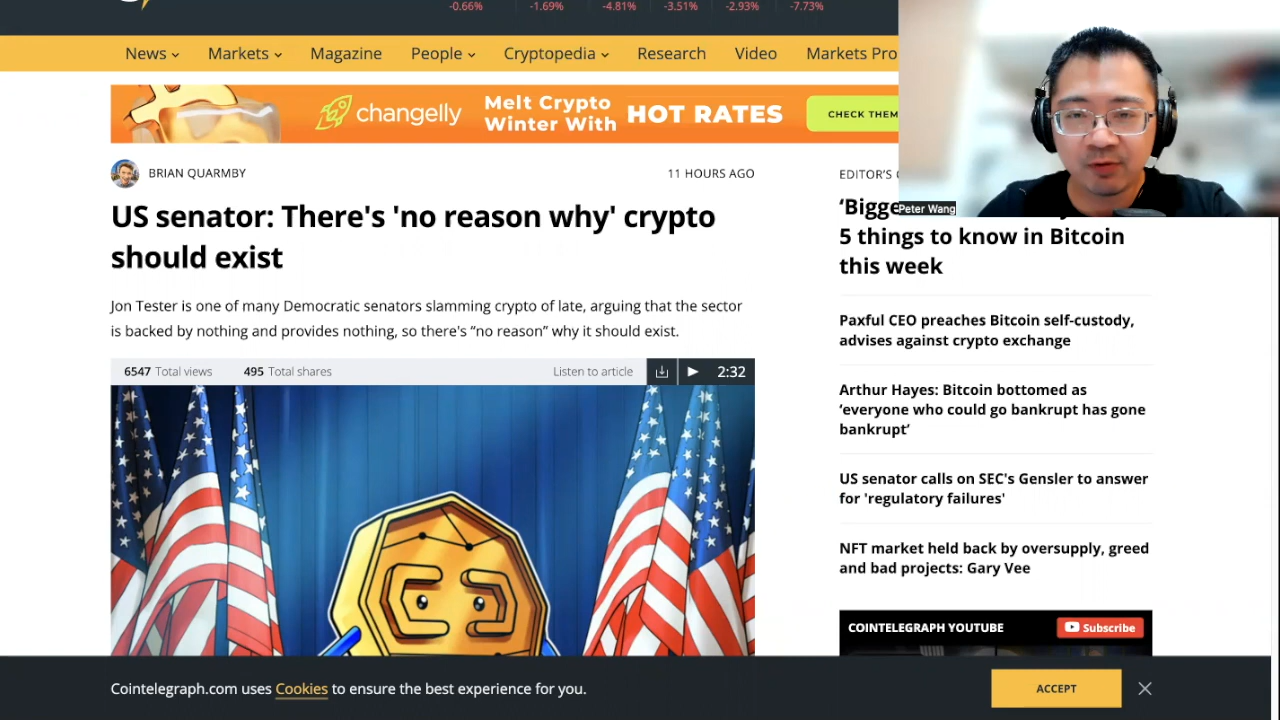 -0.66% -1.69% -4.81% -3.51% -2.93% -7.73%
News Markets Magazine People Cryptopedia Research Video Markets Pro
changelly
Melt Crypto
Winter With
HOT RATES
CHECK THEM
BRIAN QUARMBY
11 HOURS AGO
US senator: There's 'no reason why' crypto
should exist
Jon Tester is one of many Democratic senators slamming crypto of late, arguing that the sector
is backed by nothing and provides nothing, so there's "no reason" why it should exist.
6547 Total views 495 Total shares Listen to article 2:32
Peter Wang
EDITOR'S
'Bigge
5 things to know in Bitcoin
this week
Paxful CEO preaches Bitcoin self-custody,
advises against crypto exchange
Arthur Hayes: Bitcoin bottomed as
'everyone who could go bankrupt has gone
bankrupt'
US senator calls on SEC's Gensler to answer
for 'regulatory failures'
NFT market held back by oversupply, greed
and bad projects: Gary Vee
COINTELEGRAPH YOUTUBE
Subscribe
Cointelegraph.com uses Cookies to ensure the best experience for you.
ACCEPT